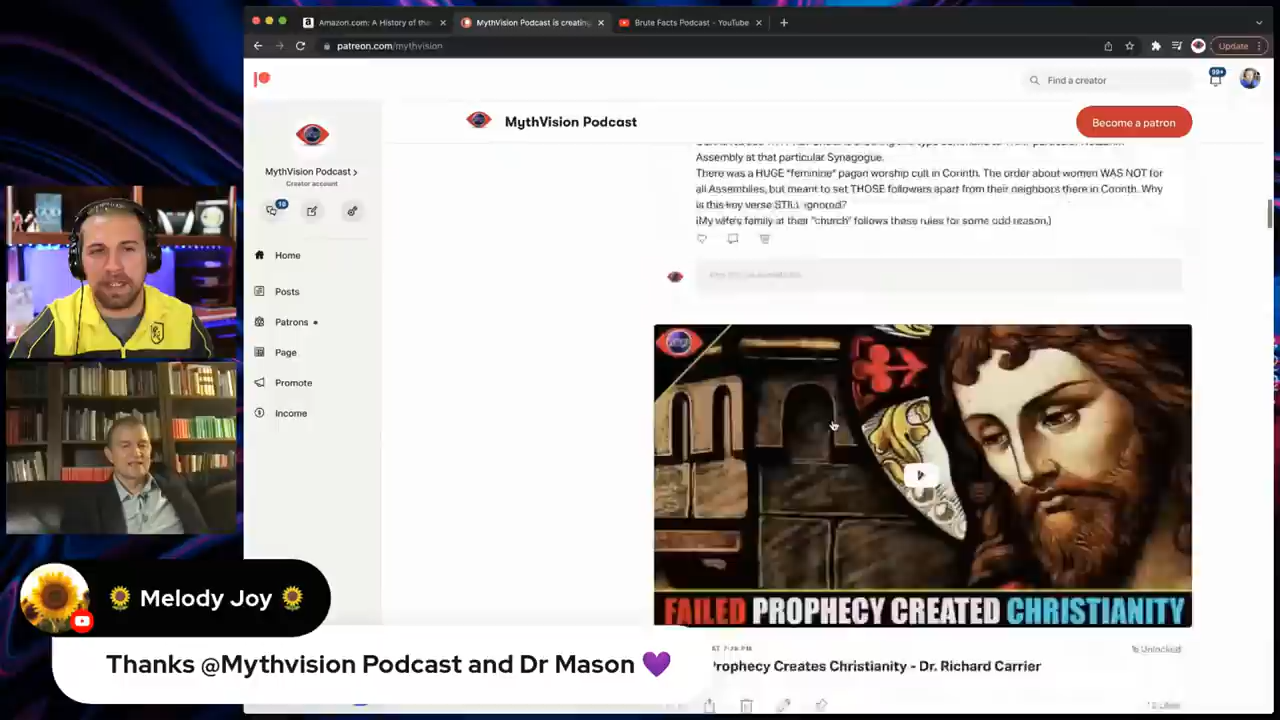 Amazon.com: A History of the
MythVision Podcast is creating
Brute Facts Podcast - YouTube
patreon.com/mythvision
Update
Find a creator
99+
MythVision Podcast
Become a patron
MythVision Podcast
Creator account
18
Home
Posts
Patrons
Page
Promote
Income
Assembly at that particular Synagogue.
There was a HUGE "feminine" pagan worship cult in Corinth. The order about women WAS NOT for
all Assemblies, but meant to set THOSE followers apart from their neighbors there in Corinth. Why
is this key verse STILL ignored?
(My wife's family at their "church" follows these rules for some odd reason.)
FAILED PROPHECY CREATED CHRISTIANITY
Unlocked
Prophecy Creates Christianity - Dr. Richard Carrier
🌻 Melody Joy 🌻
Thanks @Mythvision Podcast and Dr Mason 💜